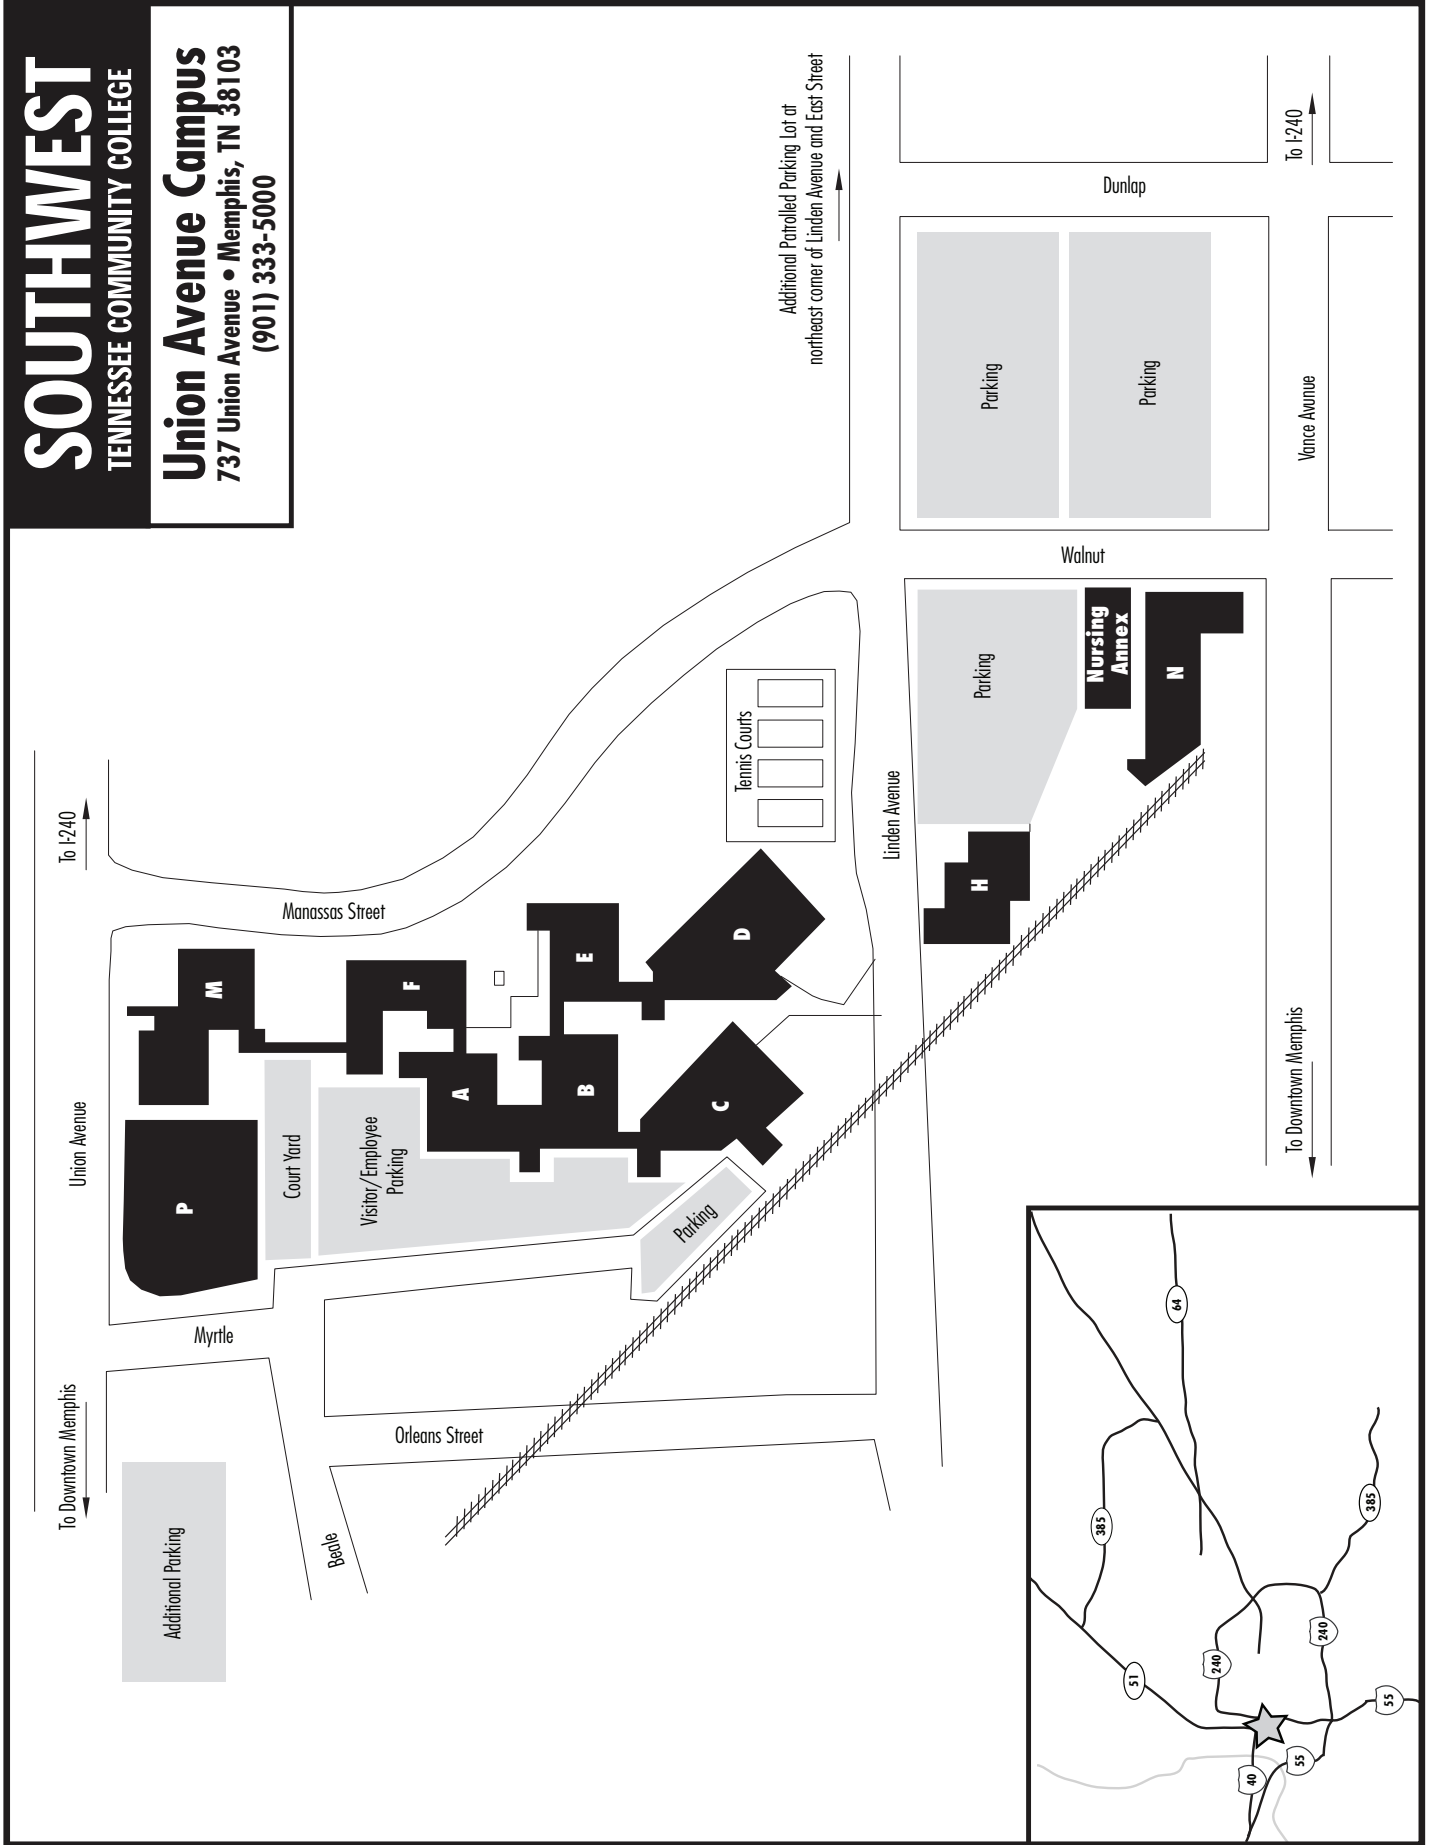 SOUTHWEST
TENNESSEE COMMUNITY COLLEGE
Union Avenue Campus
737 Union Avenue • Memphis, TN 38103
(901) 333-5000
To Downtown Memphis
Union Avenue
To I-240
Additional Parking
Myrtle
P
M
Court Yard
Manassas Street
Beale
Visitor/Employee
Parking
F
Orleans Street
A
B
E
Parking
C
D
Tennis Courts
Additional Patrolled Parking Lot at
northeast corner of Linden Avenue and East Street
Linden Avenue
H
Parking
Parking
Walnut
Nursing
Annex
Dunlap
Parking
N
To Downtown Memphis
Vance Avunue
To I-240
51
385
64
240
40
55
240
385
55